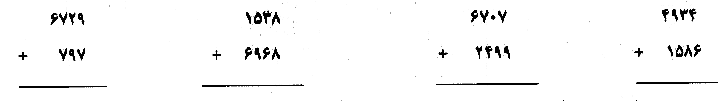 ۶۷۲۹ ۱۵۳۸ ۶۷۰۷ ۴۹۳۴
+ ۷۹۷ + ۶۹۶۸ + ۲۴۹۹ + ۱۵۸۶